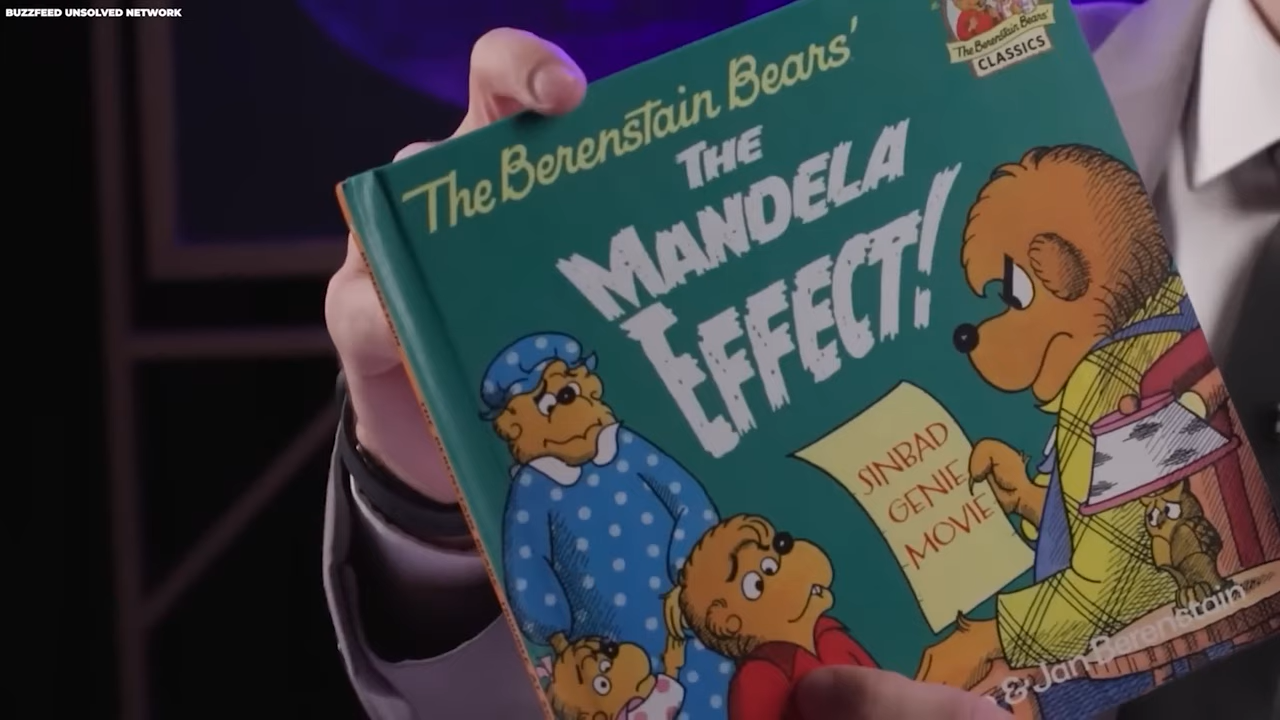 BUZZFEED UNSOLVED NETWORK
The Berenstain Bears'
CLASSICS
The Berenstain Bears'
THE
MANDELA
EFFECT!
SINBAD
GENIE
MOVIE
& Jan Berenstain